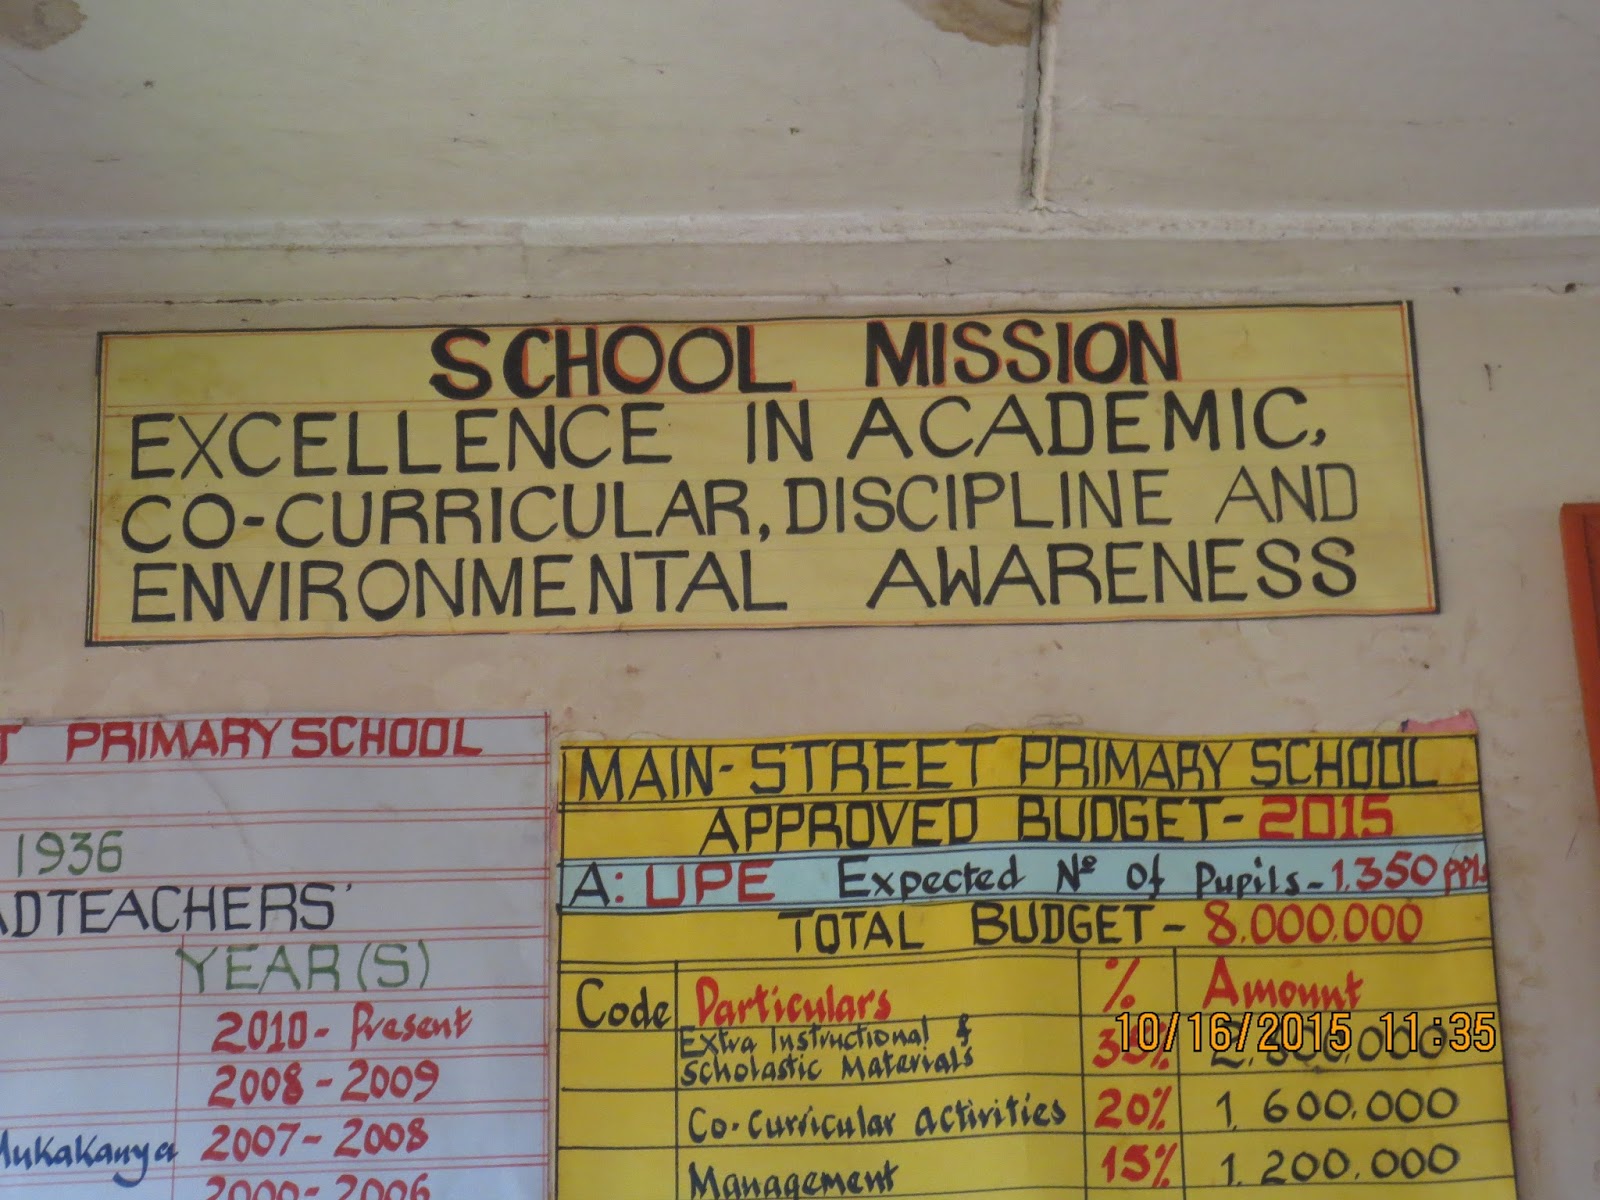 SCHOOL MISSION
EXCELLENCE IN ACADEMIC,
CO-CURRICULAR, DISCIPLINE AND
ENVIRONMENTAL AWARENESS
PRIMARY SCHOOL
1936
ADTEACHERS'
YEAR(S)
2010 - Present
2008 - 2009
Mukakanya 2007 - 2008
2006
MAIN-STREET PRIMARY SCHOOL
APPROVED BUDGET - 2015
A: UPE Expected Nº Of Pupils - 1,350 ppls
TOTAL BUDGET - 8,000,000
Code Particulars % Amount
Extra Instructional &
Scholastic Materials
Co-Curricular activities 20% 1,600,000
Management 15% 1,200,000
10/16/2015 11:35